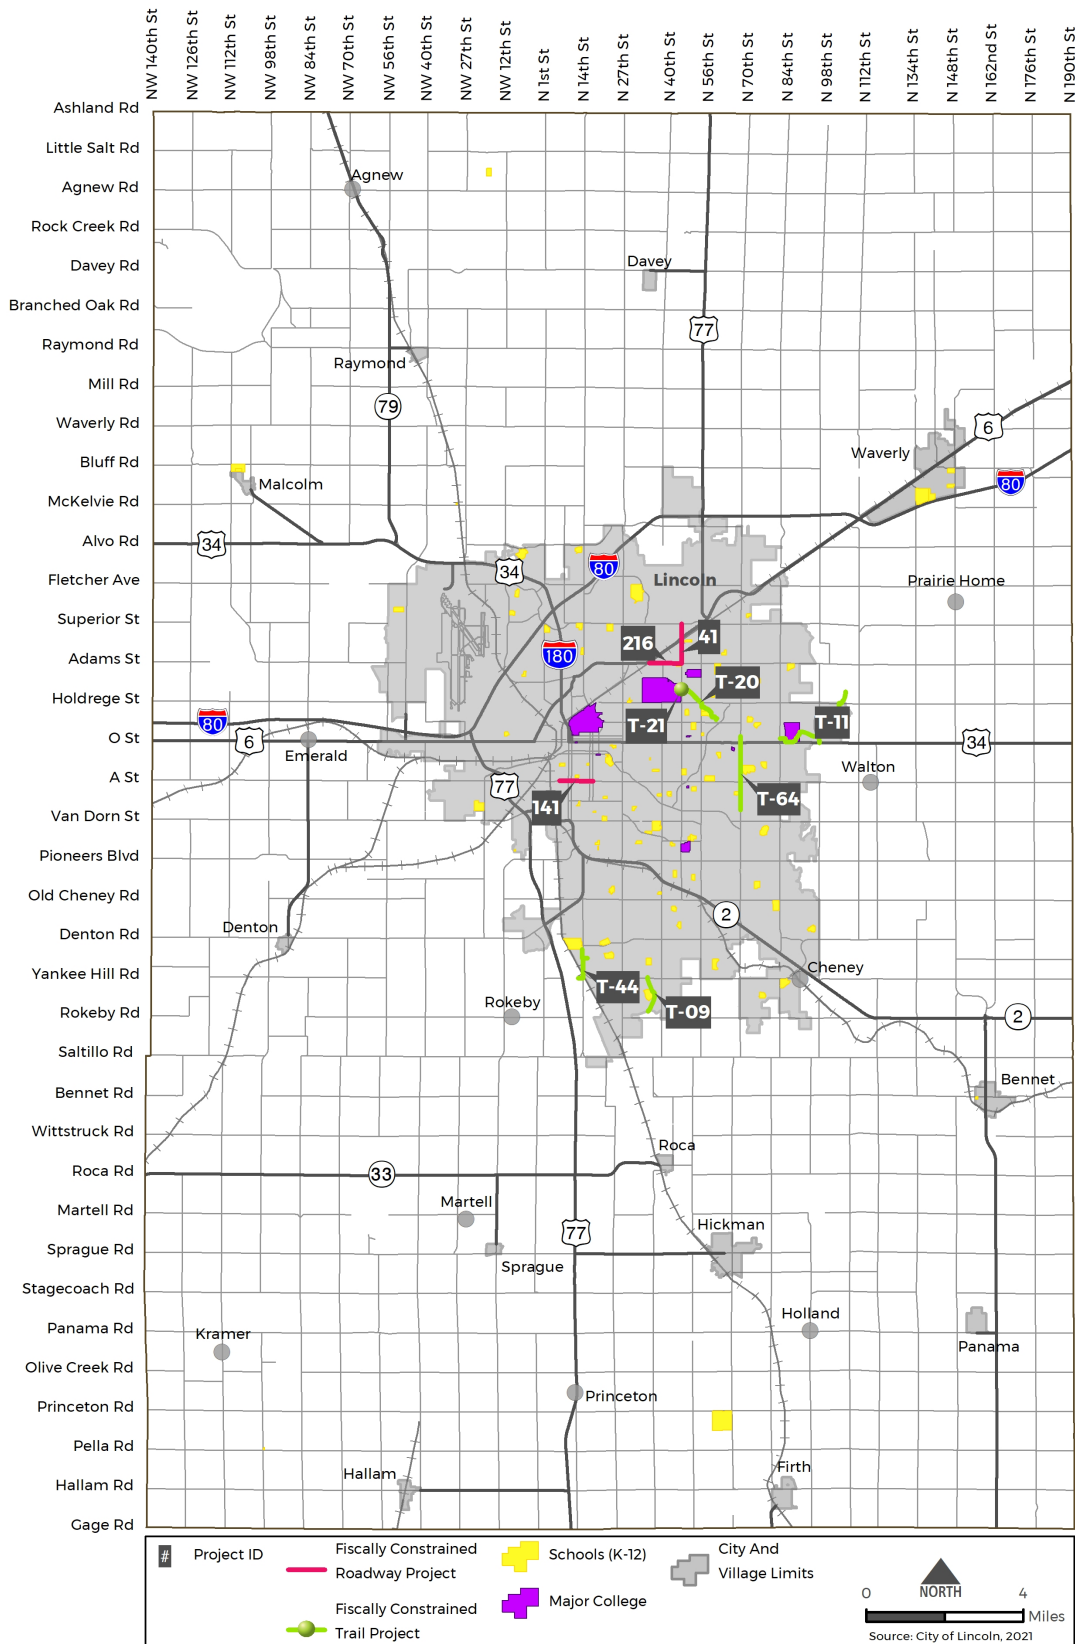 NW 140th St
NW 126th St
NW 112th St
NW 98th St
NW 84th St
NW 70th St
NW 40th St
NW 27th St
NW 12th St
N 1st St
N 14th St
N 27th St
N 40th St
N 56th St
N 70th St
N 84th St
N 98th St
N 112th St
N 134th St
N 148th St
N 162nd St
N 176th St
N 190th St
Ashland Rd
Little Salt Rd
Agnew Rd
Rock Creek Rd
Davey Rd
Branched Oak Rd
Raymond Rd
Mill Rd
Waverly Rd
Bluff Rd
McKelvie Rd
Alvo Rd
Fletcher Ave
Superior St
Adams St
Holdrege St
O St
A St
Van Dorn St
Pioneers Blvd
Old Cheney Rd
Denton Rd
Yankee Hill Rd
Rokeby Rd
Saltillo Rd
Bennet Rd
Wittstruck Rd
Roca Rd
Martell Rd
Sprague Rd
Stagecoach Rd
Panama Rd
Olive Creek Rd
Princeton Rd
Pella Rd
Hallam Rd
Gage Rd
Agnew
Davey
77
Raymond
79
6
Waverly
80
Malcolm
34
34
80
Lincoln
Prairie Home
216
41
180
T-20
T-21
T-11
80
6
34
Emerald
Walton
77
141
T-64
2
Denton
Cheney
T-44
T-09
Rokeby
2
Bennet
Roca
33
Martell
Hickman
77
Sprague
Holland
Kramer
Panama
Princeton
Hallam
Firth
# Project ID
Fiscally Constrained
Roadway Project
Fiscally Constrained
Trail Project
Schools (K-12)
Major College
City And
Village Limits
NORTH
0 4
Miles
Source: City of Lincoln, 2021